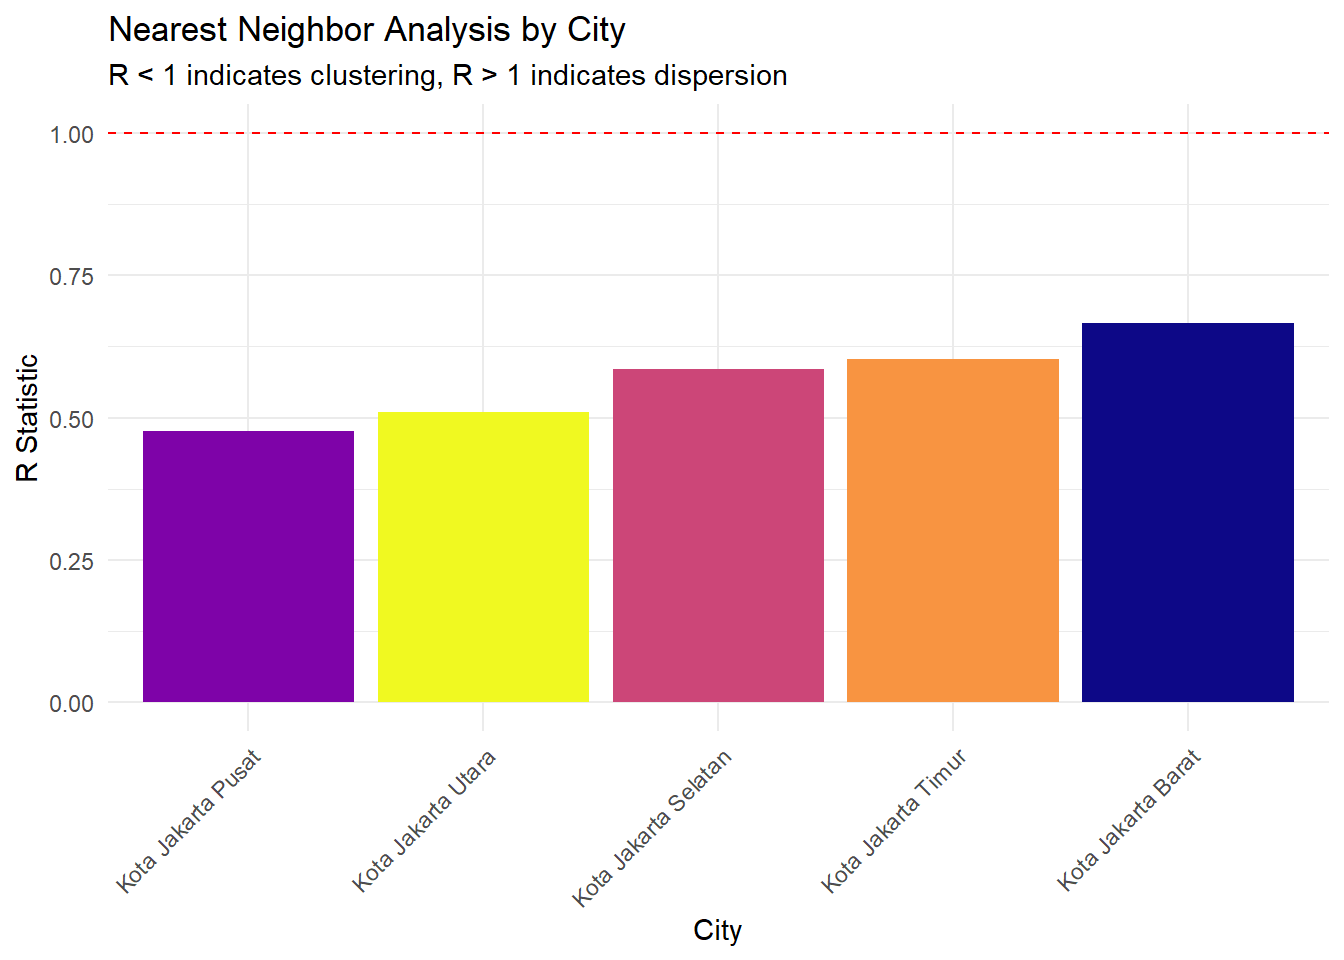 Nearest Neighbor Analysis by City
R < 1 indicates clustering, R > 1 indicates dispersion
R Statistic
1.00
0.75
0.50
0.25
0.00
Kota Jakarta Pusat
Kota Jakarta Utara
Kota Jakarta Selatan
Kota Jakarta Timur
Kota Jakarta Barat
City